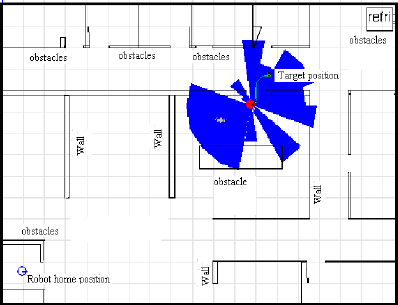 refri
obstacles
obstacles
obstacles
obstacles
Target position
Wall
Wall
obstacle
Wall
obstacles
Robot home position
Wall